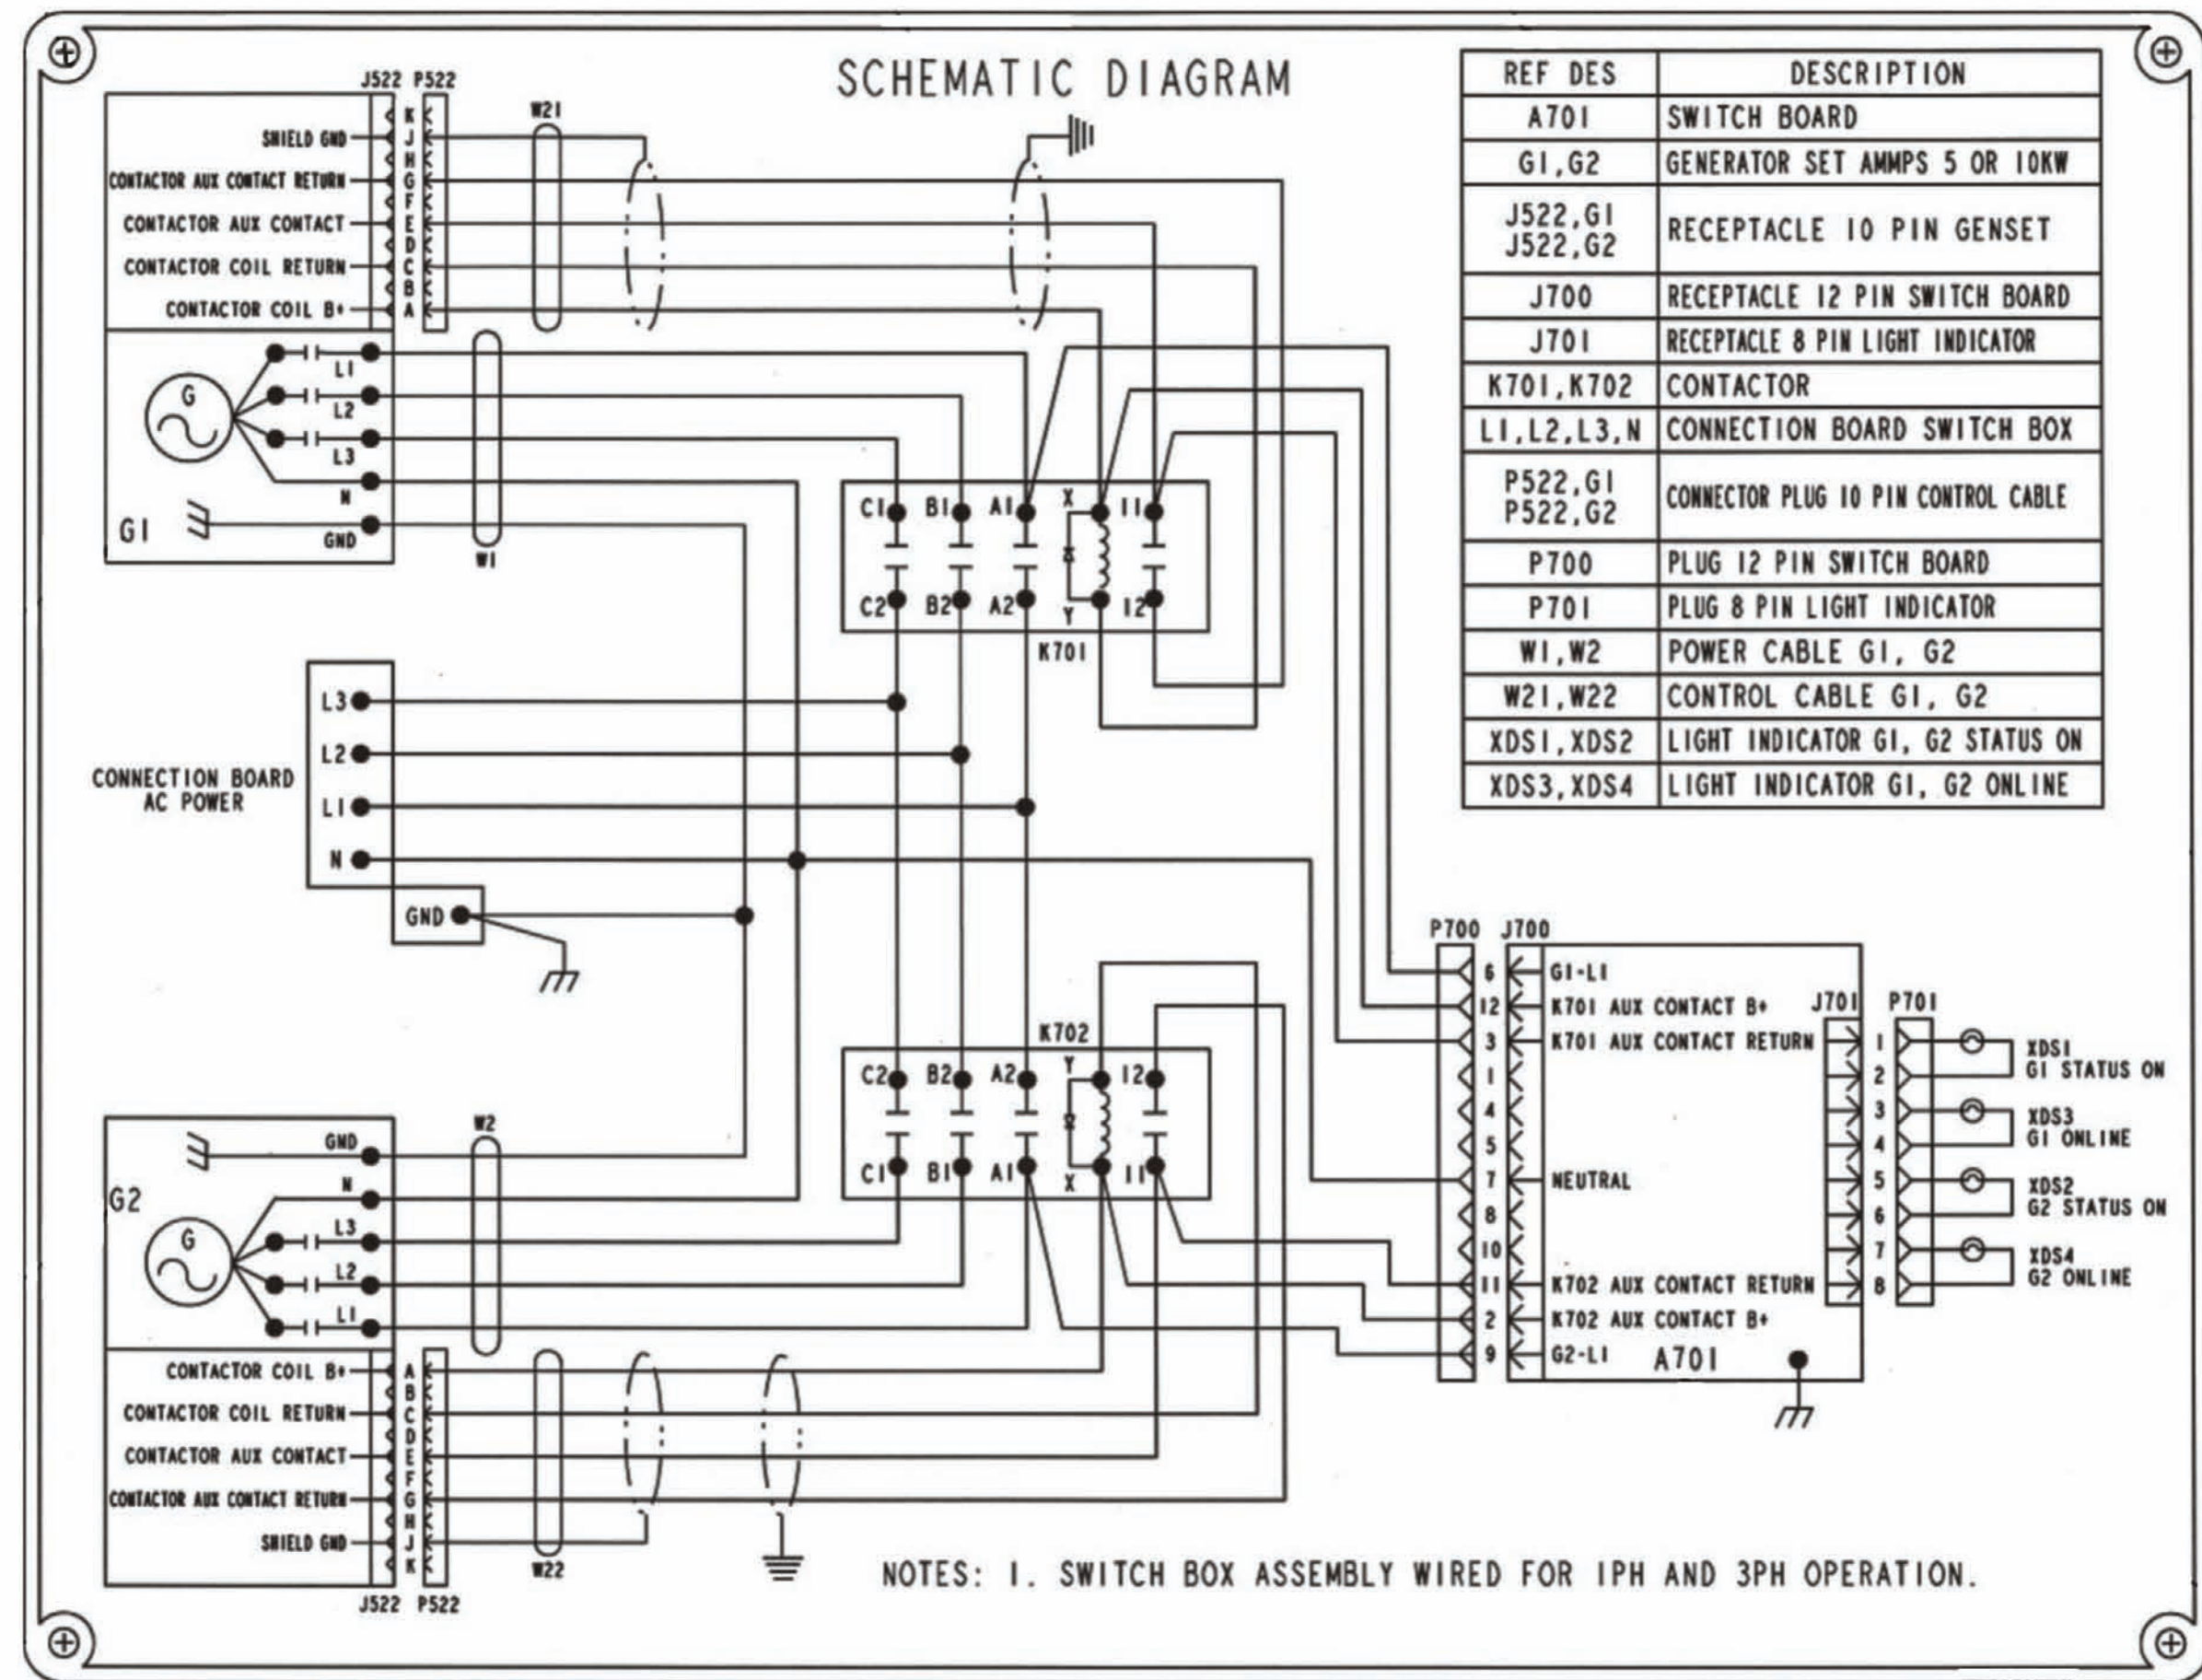 SCHEMATIC DIAGRAM
J522 P522
W21
K
SHIELD GND J
H
CONTACTOR AUX CONTACT RETURN G
F
CONTACTOR AUX CONTACT E
D
CONTACTOR COIL RETURN C
B
CONTACTOR COIL B+ A
G
L1
L2
L3
N
GND
G1
W1
C1 B1 A1 X I1
C2 B2 A2 Y I2
K701
CONNECTION BOARD
AC POWER
L3
L2
L1
N
GND
K702
C2 B2 A2 Y I2
C1 B1 A1 X I1
W2
GND
N
L3
L2
L1
G2
G
CONTACTOR COIL B+ A
B
CONTACTOR COIL RETURN C
D
CONTACTOR AUX CONTACT E
F
CONTACTOR AUX CONTACT RETURN G
H
SHIELD GND J
K
J522 P522
W22
REF DES DESCRIPTION
A701 SWITCH BOARD
G1,G2 GENERATOR SET AMMPS 5 OR 10KW
J522,G1
J522,G2 RECEPTACLE 10 PIN GENSET
J700 RECEPTACLE 12 PIN SWITCH BOARD
J701 RECEPTACLE 8 PIN LIGHT INDICATOR
K701,K702 CONTACTOR
L1,L2,L3,N CONNECTION BOARD SWITCH BOX
P522,G1
P522,G2 CONNECTOR PLUG 10 PIN CONTROL CABLE
P700 PLUG 12 PIN SWITCH BOARD
P701 PLUG 8 PIN LIGHT INDICATOR
W1,W2 POWER CABLE G1, G2
W21,W22 CONTROL CABLE G1, G2
XDS1,XDS2 LIGHT INDICATOR G1, G2 STATUS ON
XDS3,XDS4 LIGHT INDICATOR G1, G2 ONLINE
P700 J700
6 G1-L1
12 K701 AUX CONTACT B+
3 K701 AUX CONTACT RETURN
1
4
5
7 NEUTRAL
8
10
11 K702 AUX CONTACT RETURN
2 K702 AUX CONTACT B+
9 G2-L1
A701
J701 P701
1
2
3
4
5
6
7
8
XDS1
G1 STATUS ON
XDS3
G1 ONLINE
XDS2
G2 STATUS ON
XDS4
G2 ONLINE
NOTES: 1. SWITCH BOX ASSEMBLY WIRED FOR 1PH AND 3PH OPERATION.